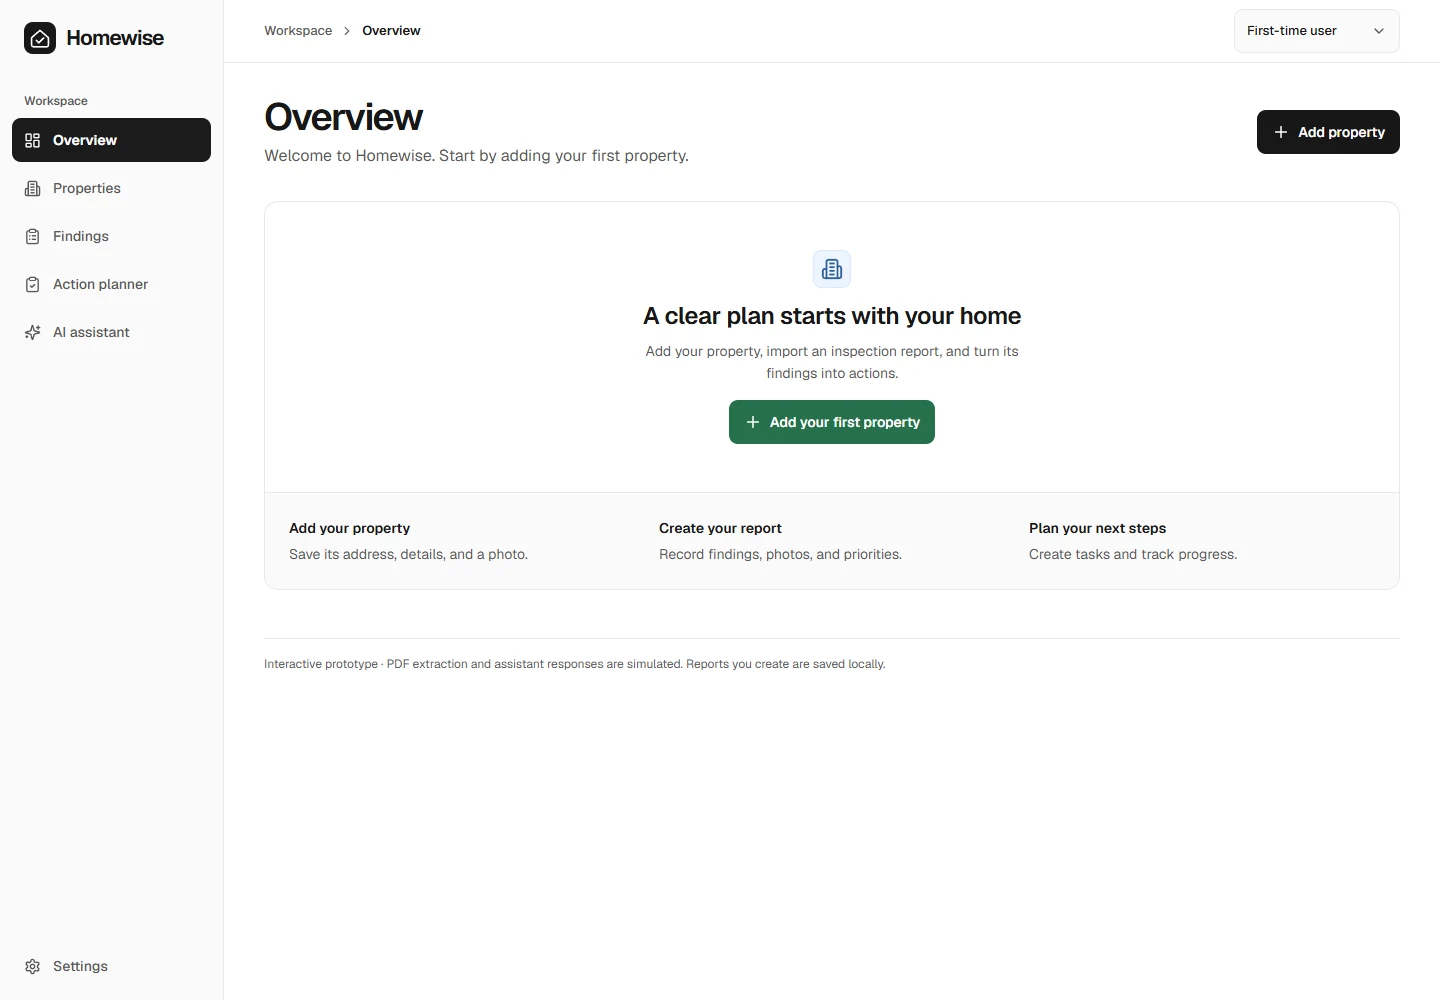 Homewise
Workspace
Overview
Properties
Findings
Action planner
AI assistant
Settings
Workspace > Overview
First-time user
Overview
Welcome to Homewise. Start by adding your first property.
+ Add property
A clear plan starts with your home
Add your property, import an inspection report, and turn its
findings into actions.
+ Add your first property
Add your property
Save its address, details, and a photo.
Create your report
Record findings, photos, and priorities.
Plan your next steps
Create tasks and track progress.
Interactive prototype · PDF extraction and assistant responses are simulated. Reports you create are saved locally.